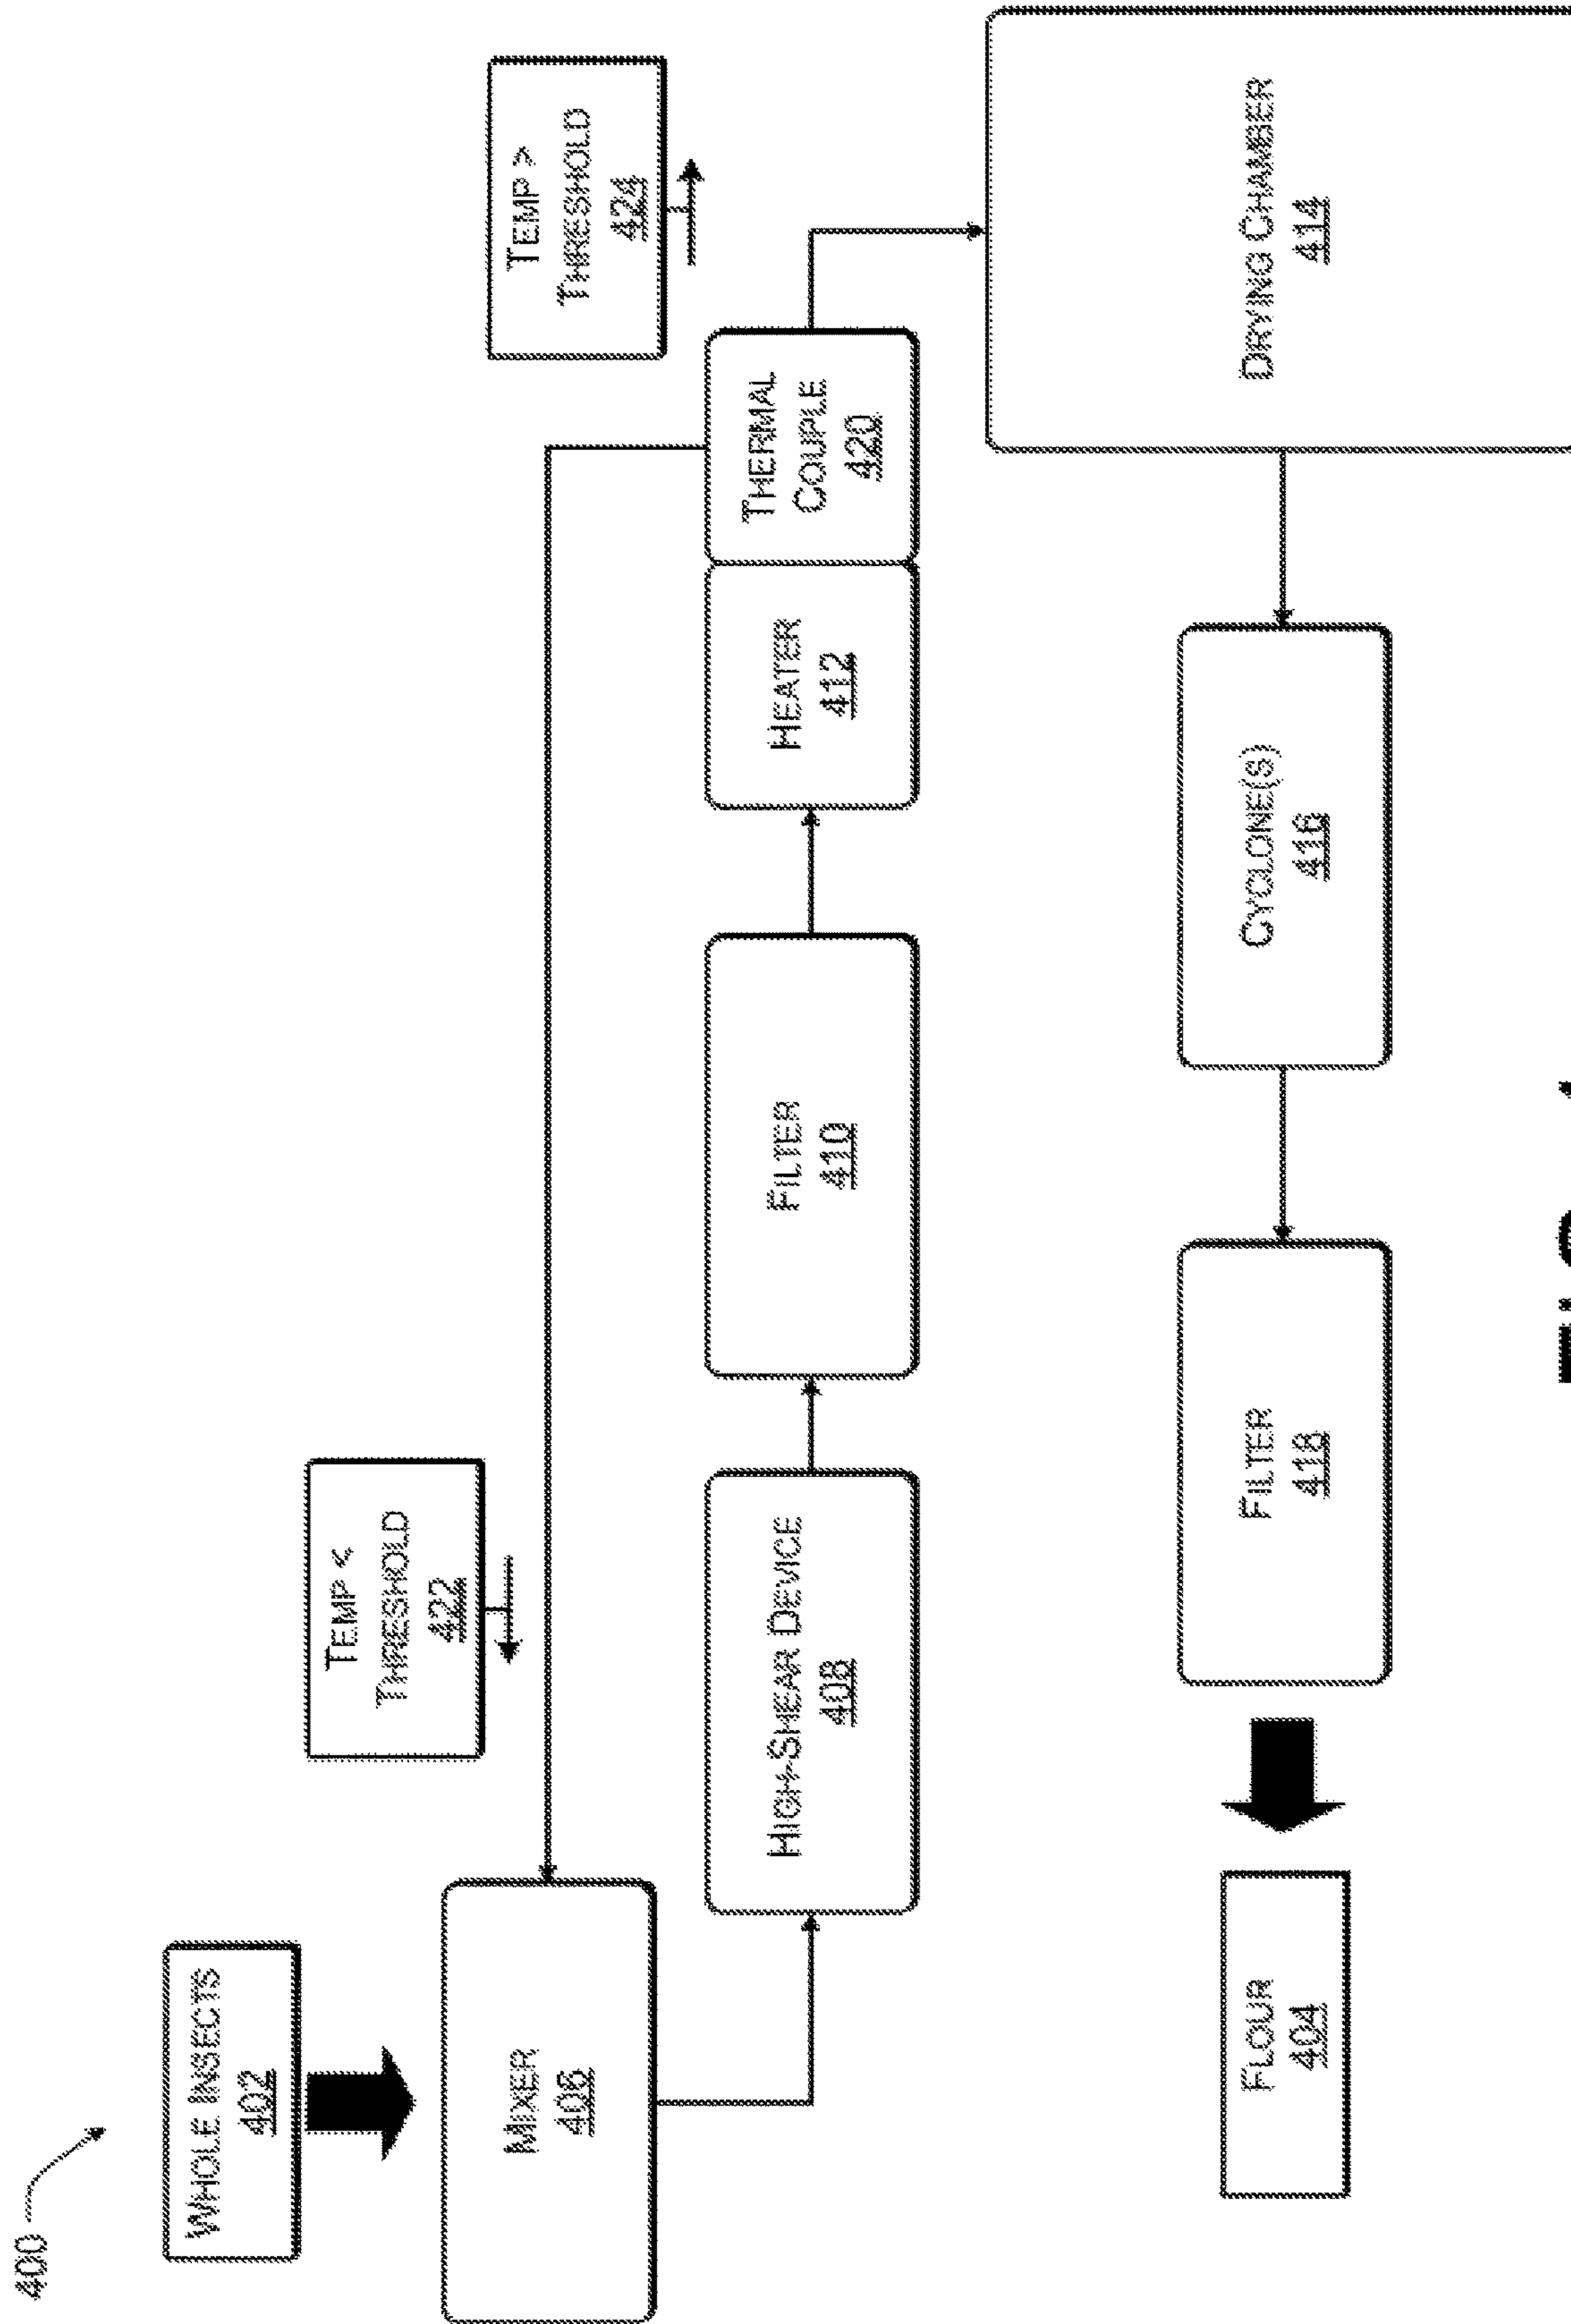 400
WHOLE INSECTS
402
MIXER
406
TEMP <
THRESHOLD
422
TEMP >
THRESHOLD
424
HIGH-SHEAR DEVICE
408
FILTER
410
HEATER
412
THERMAL
COUPLE
420
DRYING CHAMBER
414
CYCLONE(S)
416
FILTER
418
FLOUR
404